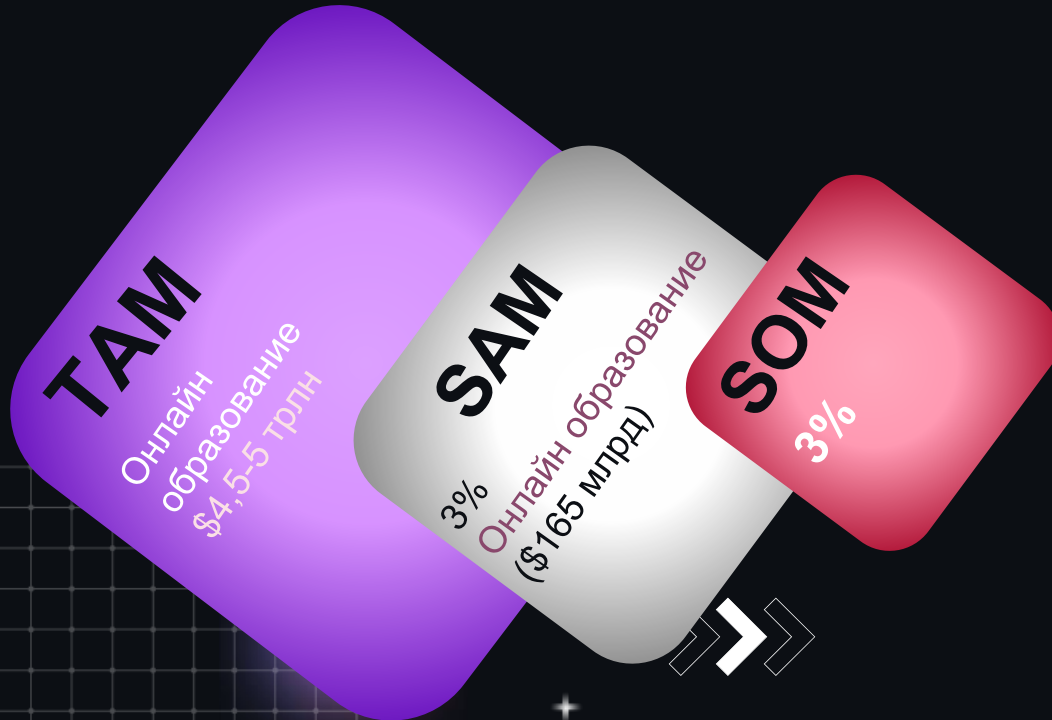 TAM
Онлайн
образование
$4,5-5 трлн
SAM
3%
Онлайн образование
($165 млрд)
SOM
3%